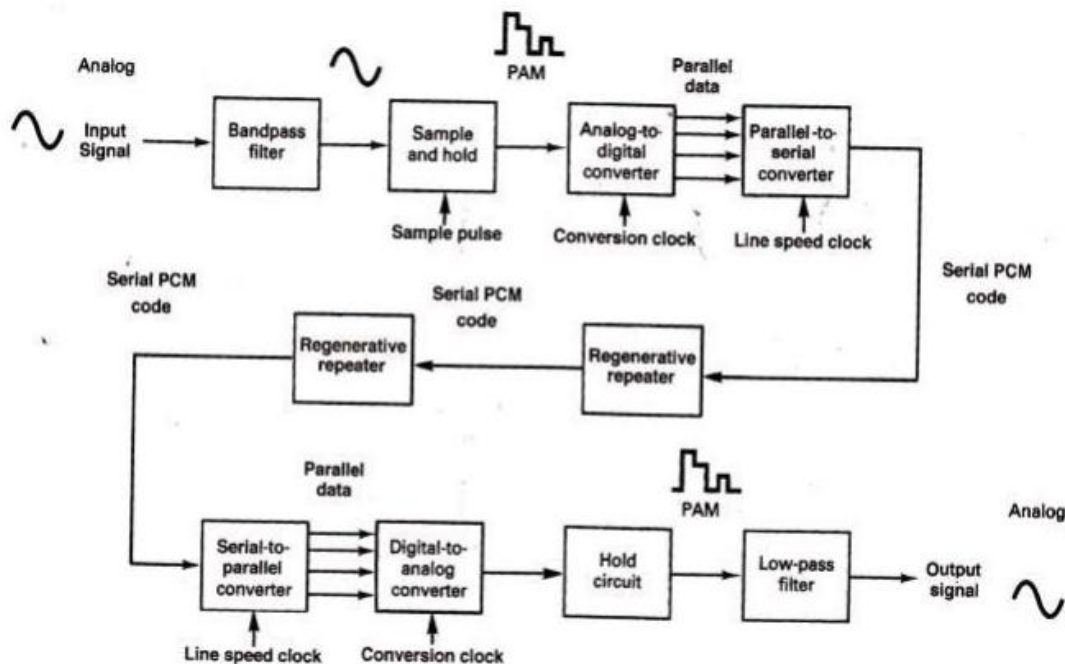 PAM
Analog
Parallel
data
Input
Signal
Bandpass
filter
Sample
and hold
Analog-to-
digital
converter
Parallel-to-
serial
converter
Sample pulse
Conversion clock
Line speed clock
Serial PCM
code
Serial PCM
code
Serial PCM
code
Regenerative
repeater
Regenerative
repeater
Parallel
data
PAM
Analog
Serial-to-
parallel
converter
Digital-to-
analog
converter
Hold
circuit
Low-pass
filter
Output
signal
Line speed clock
Conversion clock